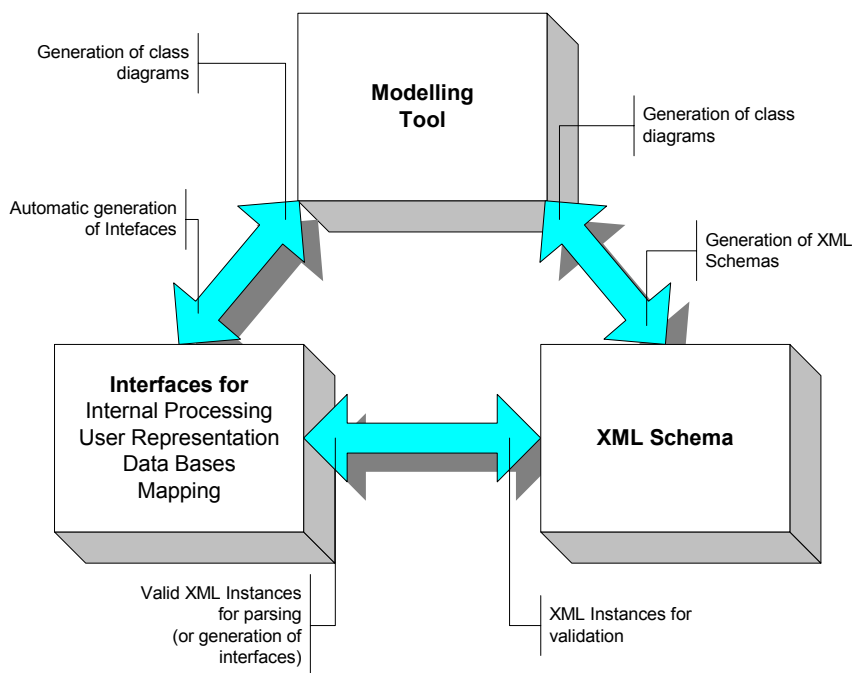 Generation of class
diagrams
Modelling
Tool
Generation of class
diagrams
Automatic generation
of Intefaces
Generation of XML
Schemas
Interfaces for
Internal Processing
User Representation
Data Bases
Mapping
XML Schema
Valid XML Instances
for parsing
(or generation of
interfaces)
XML Instances for
validation